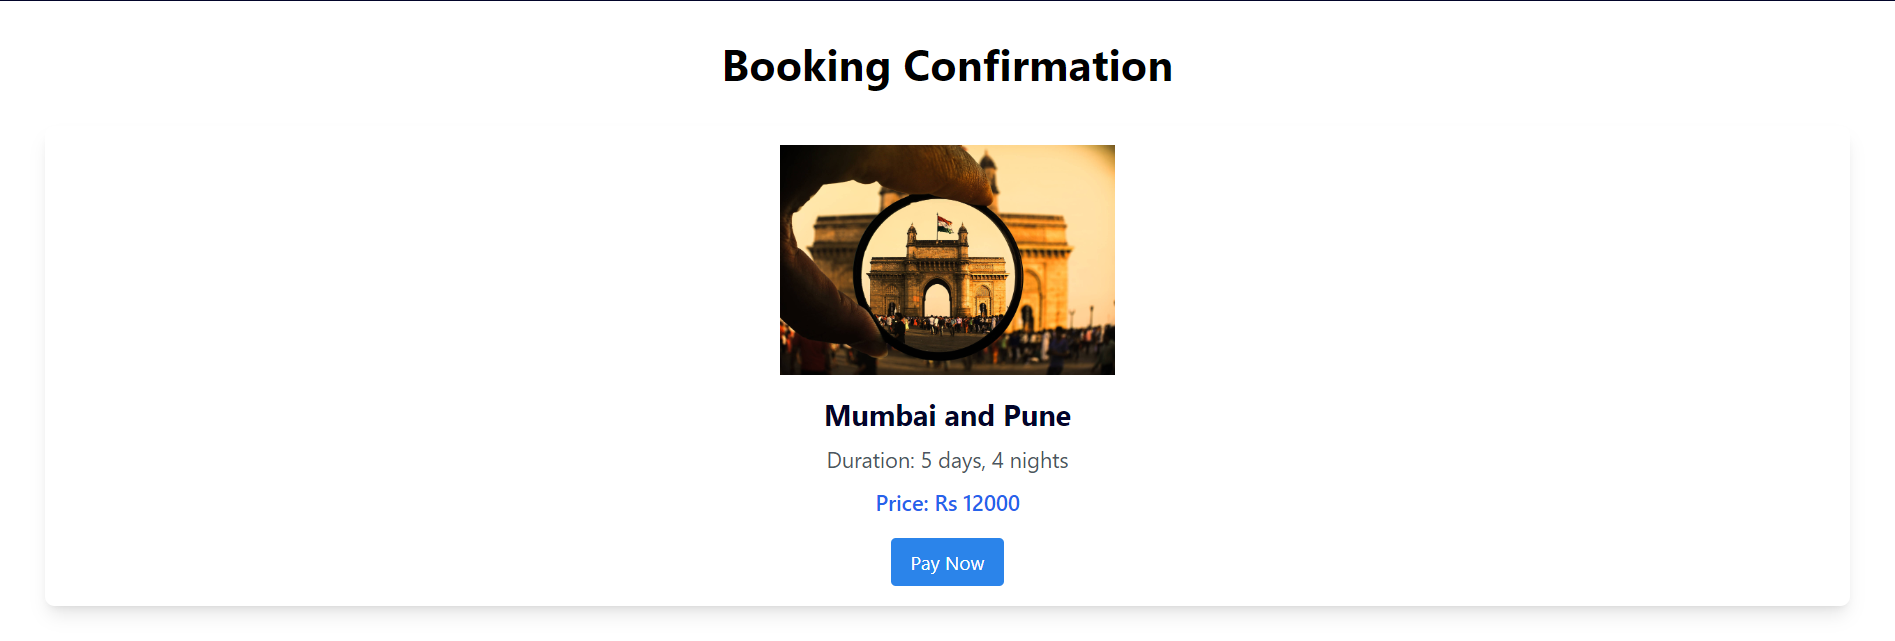 Booking Confirmation
Mumbai and Pune
Duration: 5 days, 4 nights
Price: Rs 12000
Pay Now